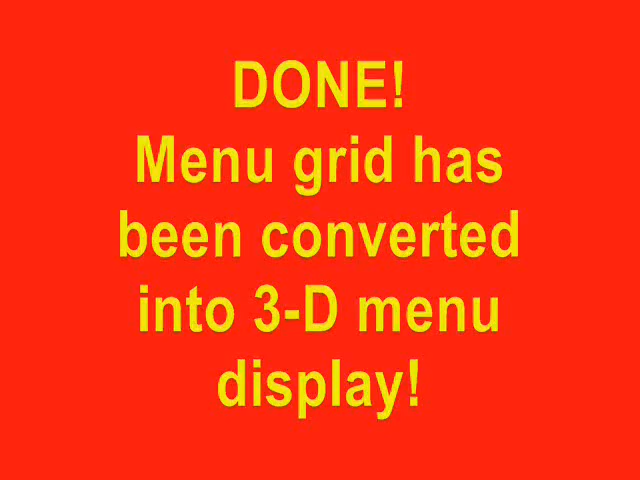 DONE!
Menu grid has
been converted
into 3-D menu
display!